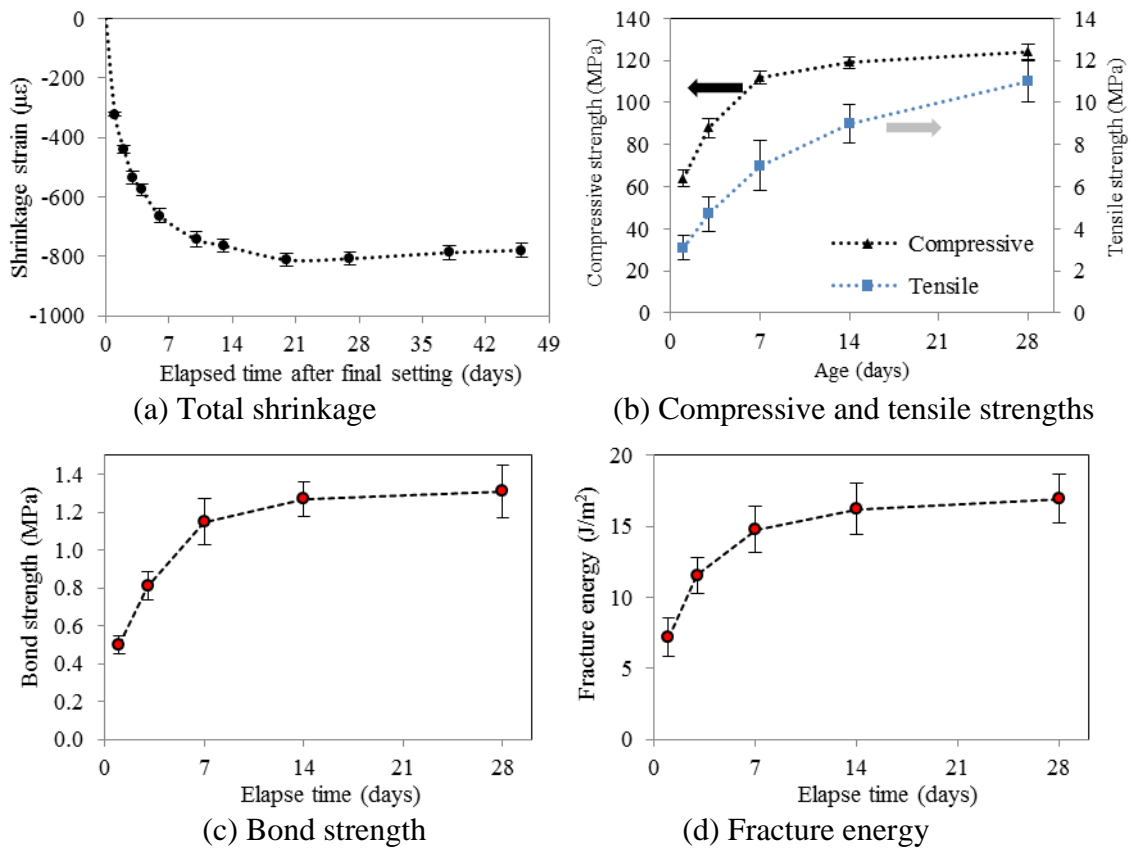 0
-200
-400
-600
-800
-1000
Shrinkage strain (με)
0 7 14 21 28 35 42 49
Elapsed time after final setting (days)
(a) Total shrinkage
140
120
100
80
60
40
20
0
Compressive strength (MPa)
14
12
10
8
6
4
2
0
Tensile strength (MPa)
Compressive
Tensile
0 7 14 21 28
Age (days)
(b) Compressive and tensile strengths
1.4
1.2
1.0
0.8
0.6
0.4
0.2
0.0
Bond strength (MPa)
0 7 14 21 28
Elapse time (days)
(c) Bond strength
20
15
10
5
0
Fracture energy (J/m²)
0 7 14 21 28
Elapse time (days)
(d) Fracture energy